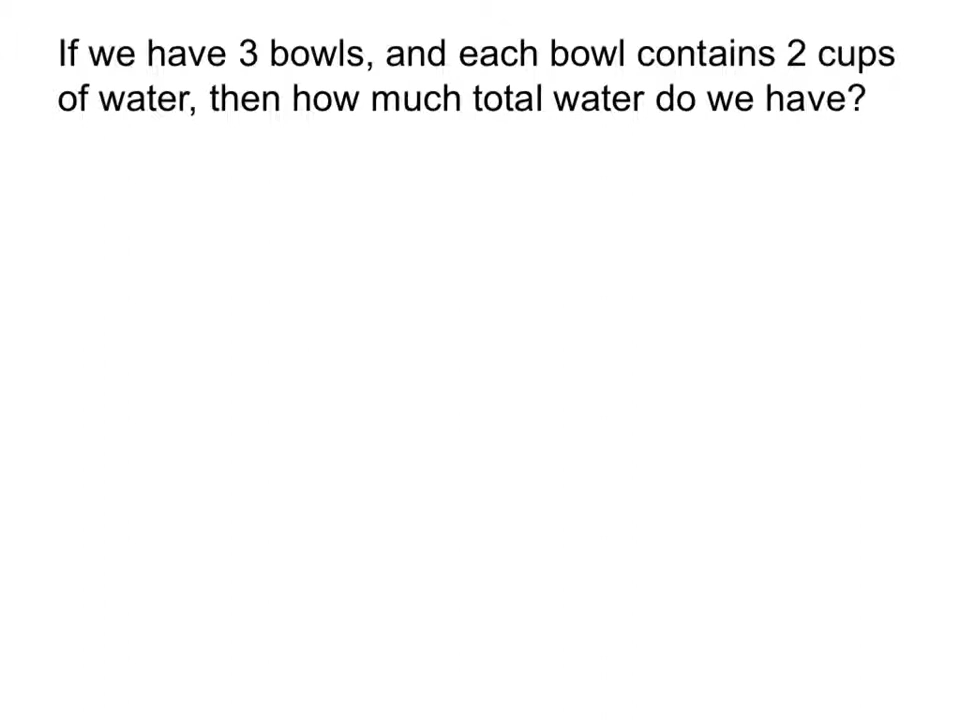 If we have 3 bowls, and each bowl contains 2 cups
of water, then how much total water do we have?